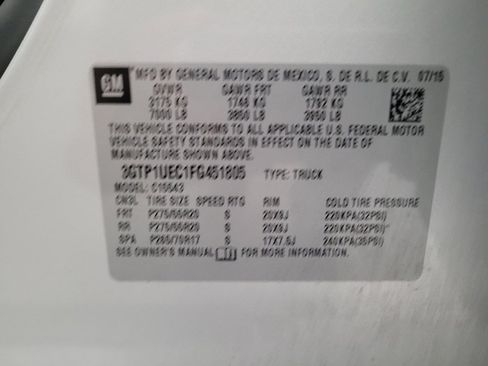 GM
MFD BY GENERAL MOTORS DE MEXICO, S. DE R.L. DE C.V. 07/15
GVWR GAWR FRT GAWR RR
3175 KG 1746 KG 1792 KG
7000 LB 3850 LB 3950 LB
THIS VEHICLE CONFORMS TO ALL APPLICABLE U.S. FEDERAL MOTOR
VEHICLE SAFETY STANDARDS IN EFFECT ON THE DATE OF
MANUFACTURE SHOWN ABOVE.
3GTP1UEC1FG451805 TYPE: TRUCK
MODEL: C15543
TIRE SIZE SPEED RTG RIM COLD TIRE PRESSURE
FRT P275/55R20 S 20X9J 220KPA(32PSI)
RR P275/55R20 S 20X9J 220KPA(32PSI)
SPA P265/70R17 S 17X7.5J 240KPA(35PSI)
SEE OWNER'S MANUAL FOR MORE INFORMATION.